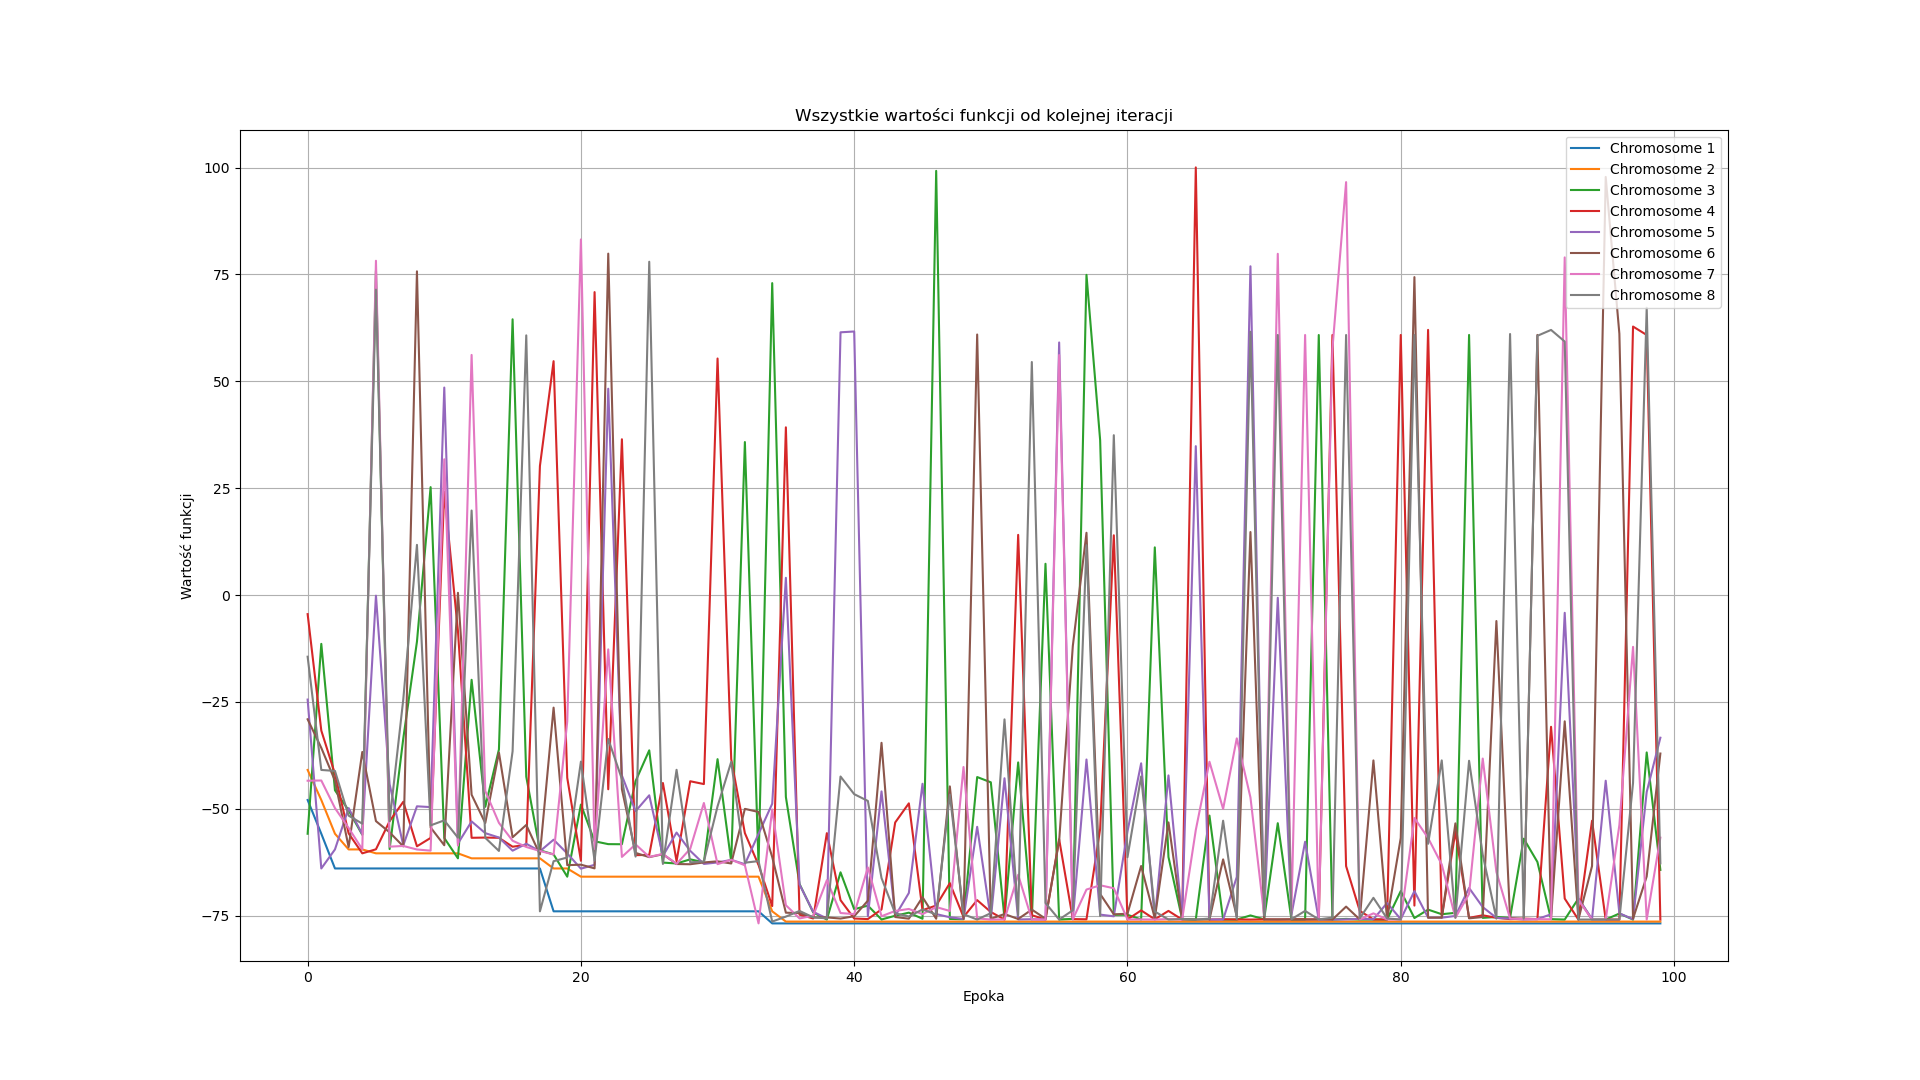 Wszystkie wartości funkcji od kolejnej iteracji
Chromosome 1
Chromosome 2
Chromosome 3
Chromosome 4
Chromosome 5
Chromosome 6
Chromosome 7
Chromosome 8
100
75
50
25
0
−25
−50
−75
Wartość funkcji
0 20 40 60 80 100
Epoka